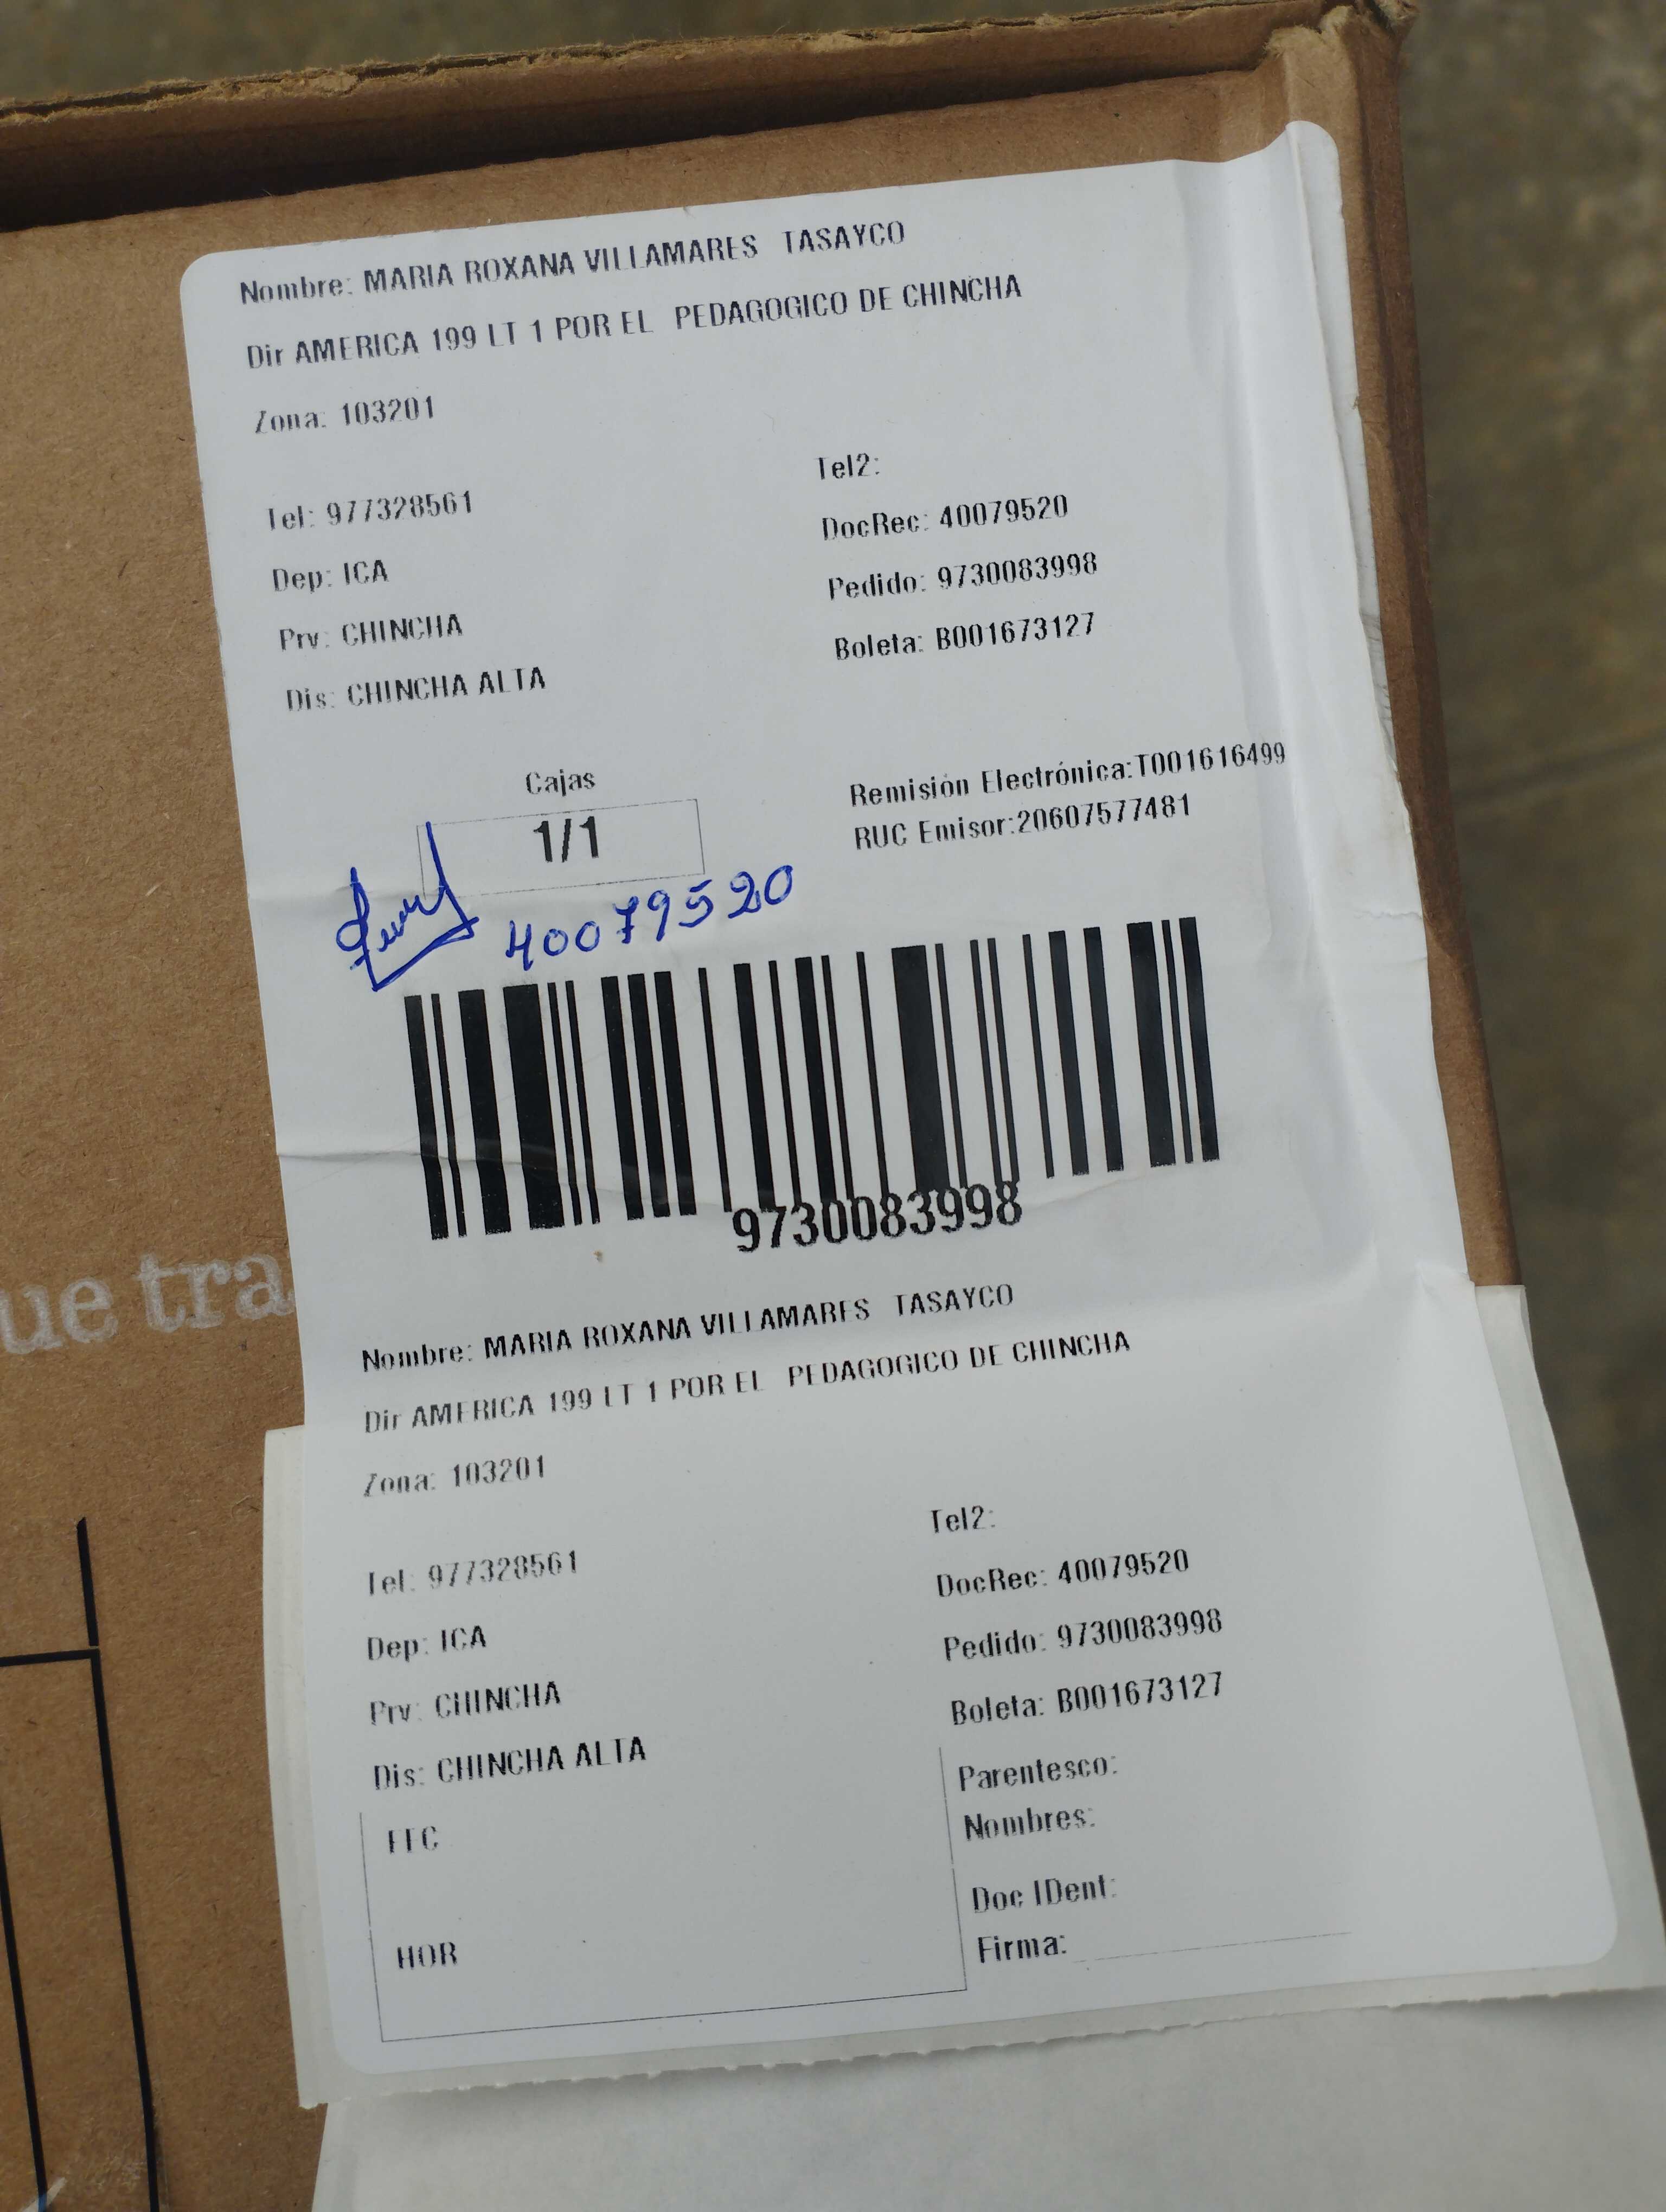 Nombre: MARIA ROXANA VILLAMARES TASAYCO
Dir AMERICA 199 LT 1 POR EL PEDAGOGICO DE CHINCHA
Zona: 103201
Tel2:
Tel: 977328561
DocRec: 40079520
Dep: ICA
Pedido: 9730083998
Prv: CHINCHA
Boleta: B001673127
Dis: CHINCHA ALTA
Cajas
1/1
Remisión Electrónica:T001616499
RUC Emisor:20607577481
40079520
9730083998
ue tra
Nombre: MARIA ROXANA VILLAMARES TASAYCO
Dir AMERICA 199 LT 1 POR EL PEDAGOGICO DE CHINCHA
Zona: 103201
Tel2:
Tel: 977328561
DocRec: 40079520
Dep: ICA
Pedido: 9730083998
Prv: CHINCHA
Boleta: B001673127
Dis: CHINCHA ALTA
Parentesco:
Nombres:
Doc IDent:
HOR
Firma: